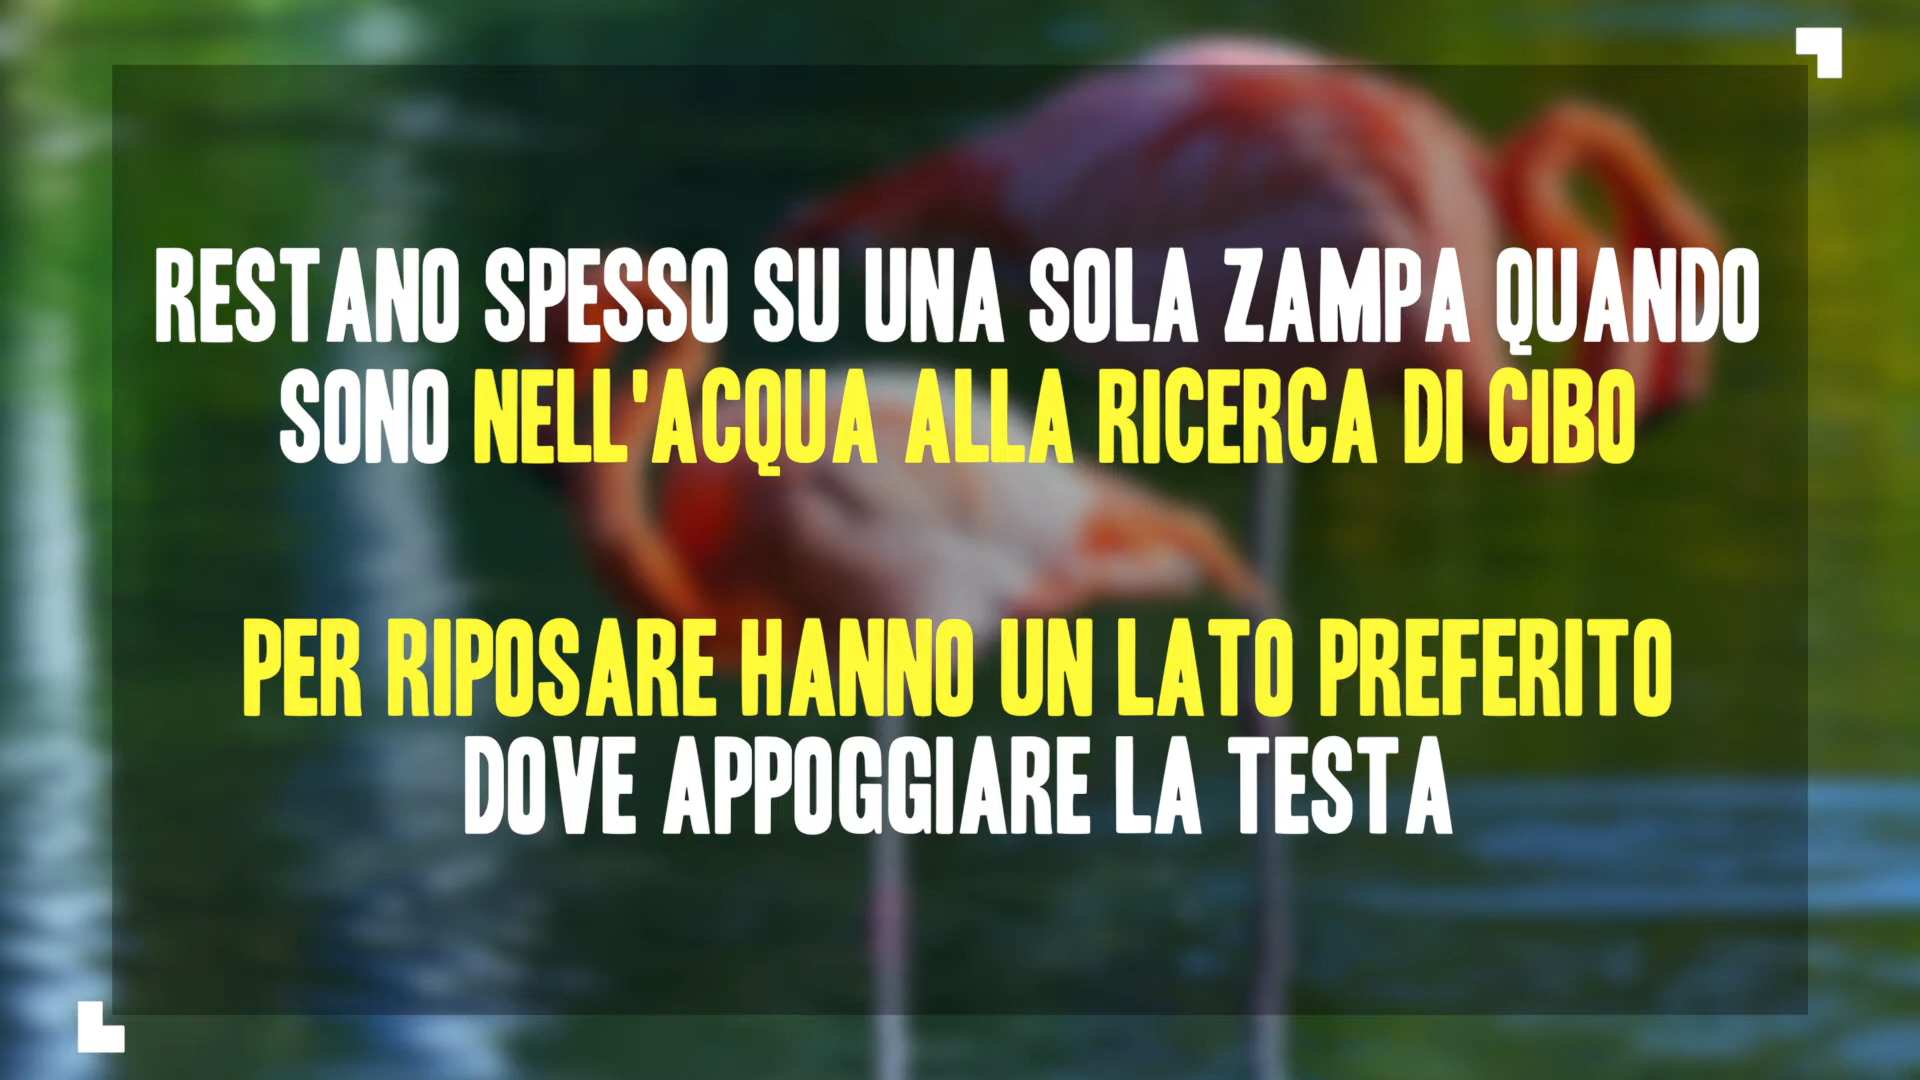 RESTANO SPESSO SU UNA SOLA ZAMPA QUANDO
SONO NELL'ACQUA ALLA RICERCA DI CIBO
PER RIPOSARE HANNO UN LATO PREFERITO
DOVE APPOGGIARE LA TESTA